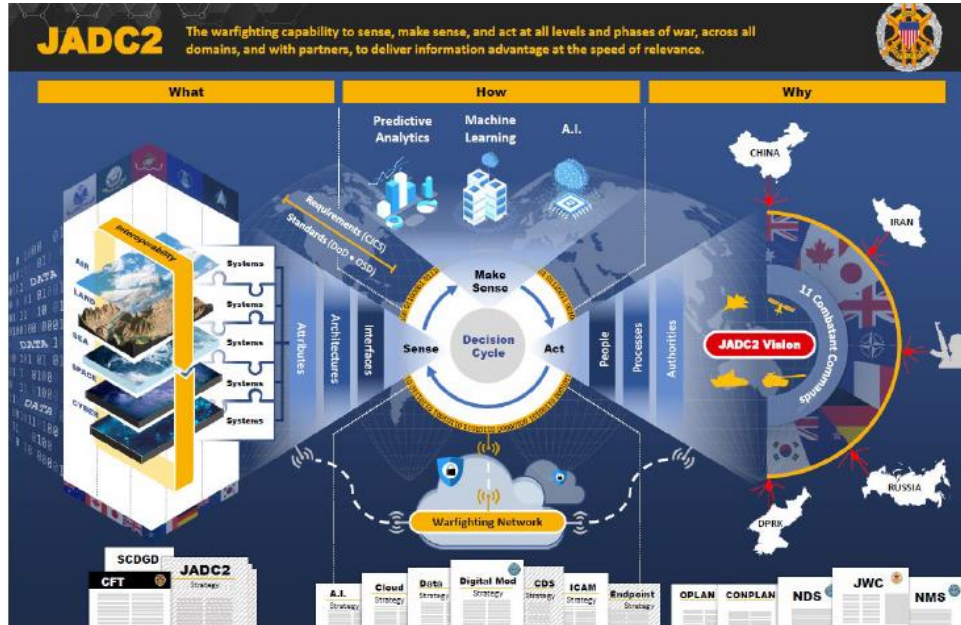 JADC2
The warfighting capability to sense, make sense, and act at all levels and phases of war, across all
domains, and with partners, to deliver information advantage at the speed of relevance.
What
How
Why
Predictive
Analytics
Machine
Learning
A.I.
Requirements (CJCS)
Standards (DoD • OSD)
Interoperability
AIR
LAND
SEA
SPACE
CYBER
Systems
Systems
Systems
Systems
Systems
DATA
DATA
DATA
Attributes
Architectures
Interfaces
Make
Sense
Sense
Decision
Cycle
Act
People
Processes
Authorities
JADC2 Vision
11 Combatant Commands
CHINA
IRAN
RUSSIA
DPRK
Warfighting Network
SCDGD
CFT
JADC2
Strategy
A.I.
Strategy
Cloud
Strategy
Data
Strategy
Digital Mod
Strategy
CDS
Strategy
ICAM
Strategy
Endpoint
Strategy
OPLAN
CONPLAN
NDS
JWC
NMS